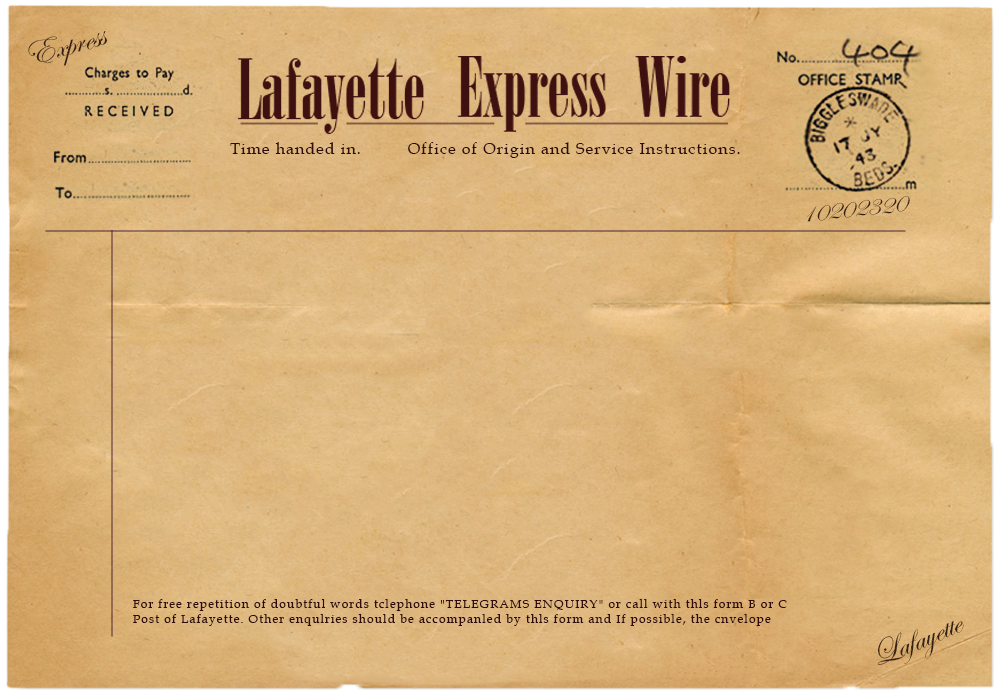 Express
Charges to Pay
s. d.
RECEIVED
From
To
Lafayette Express Wire
Time handed in. Office of Origin and Service Instructions.
No. 404
OFFICE STAMP
BIGGLESWADE
*
17 JY
43
BEDS.
m
10202320
For free repetition of doubtful words tclephone "TELEGRAMS ENQUIRY" or call with thls form B or C
Post of Lafayette. Other enqulries should be accompanled by thls form and If possible, the cnvelope
Lafayette